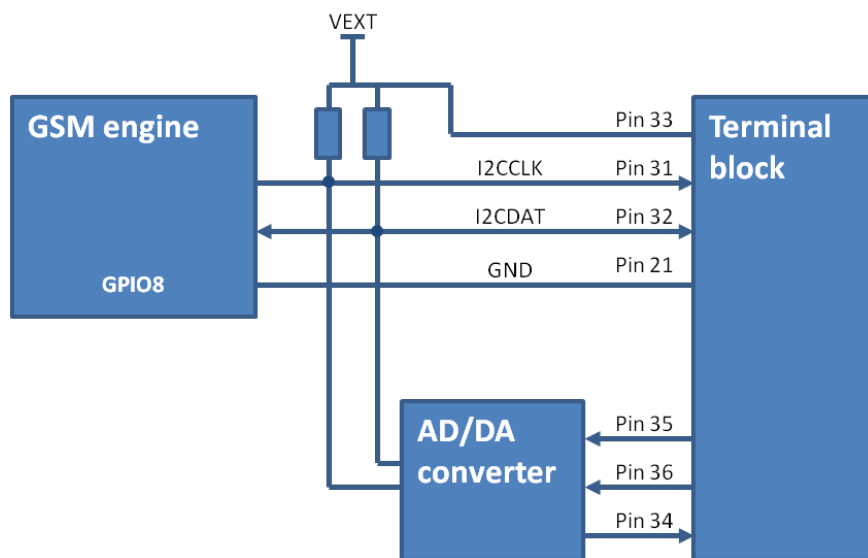 VEXT
GSM engine
Pin 33
Terminal
block
I2CCLK
Pin 31
I2CDAT
Pin 32
GND
Pin 21
GPIO8
AD/DA
converter
Pin 35
Pin 36
Pin 34